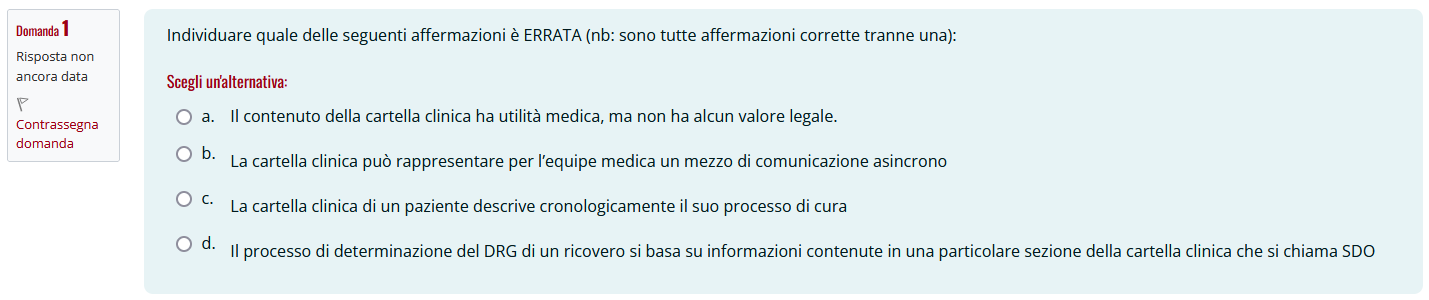 Domanda 1
Risposta non
ancora data
Contrassegna
domanda
Individuare quale delle seguenti affermazioni è ERRATA (nb: sono tutte affermazioni corrette tranne una):
Scegli un'alternativa:
a. Il contenuto della cartella clinica ha utilità medica, ma non ha alcun valore legale.
b. La cartella clinica può rappresentare per l’equipe medica un mezzo di comunicazione asincrono
c. La cartella clinica di un paziente descrive cronologicamente il suo processo di cura
d. Il processo di determinazione del DRG di un ricovero si basa su informazioni contenute in una particolare sezione della cartella clinica che si chiama SDO